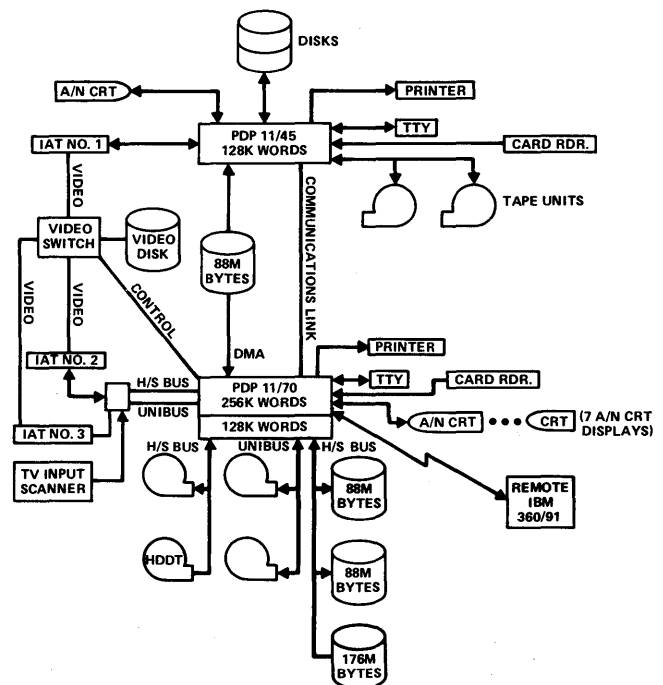 DISKS
A/N CRT
PRINTER
PDP 11/45
128K WORDS
TTY
IAT NO. 1
CARD RDR.
VIDEO
COMMUNICATIONS LINK
TAPE UNITS
VIDEO
SWITCH
VIDEO
DISK
88M
BYTES
VIDEO
VIDEO
CONTROL
DMA
PRINTER
IAT NO. 2
H/S BUS
PDP 11/70
256K WORDS
TTY
CARD RDR.
UNIBUS
128K WORDS
A/N CRT
CRT
(7 A/N CRT
DISPLAYS)
IAT NO. 3
H/S BUS
UNIBUS
H/S BUS
TV INPUT
SCANNER
88M
BYTES
REMOTE
IBM
360/91
HDDT
88M
BYTES
176M
BYTES